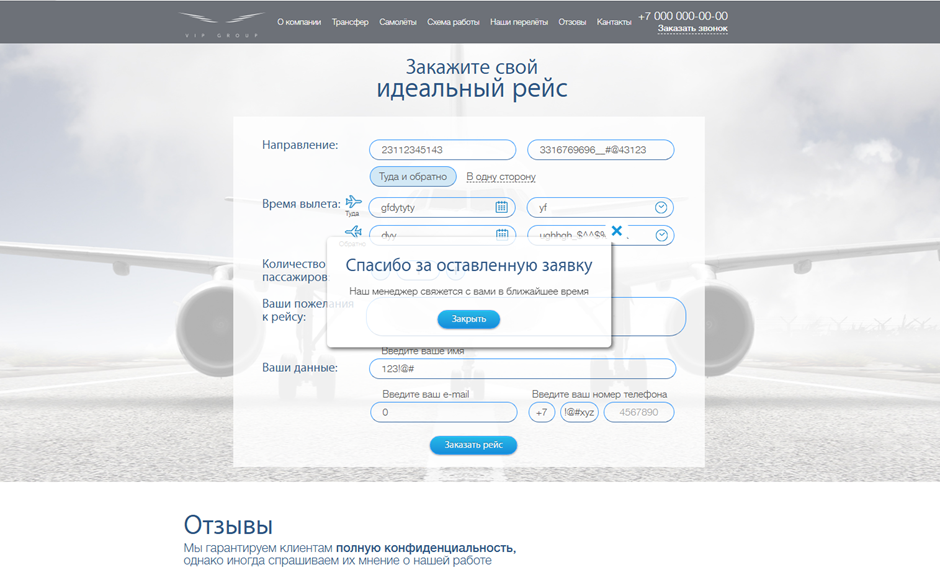 VIP GROUP
О компании Трансфер Самолёты Схема работы Наши перелёты Отзовы Контакты
+7 000 000-00-00
Заказать звонок
Закажите свой
идеальный рейс
Направление:
23112345143
3316769696__#@43123
Туда и обратно
В одну сторону
Время вылета:
Туда
gfdytyty
yf
Обратно
Количество
пассажиров:
Спасибо за оставленную заявку
Наш менеджер свяжется с вами в ближайшее время
Закрыть
Ваши пожелания
к рейсу:
Введите ваше имя
Ваши данные:
123!@#
Введите ваш e-mail
Введите ваш номер телефона
0
+7
!@#xyz
4567890
Заказать рейс
Отзывы
Мы гарантируем клиентам полную конфиденциальность,
однако иногда спрашиваем их мнение о нашей работе